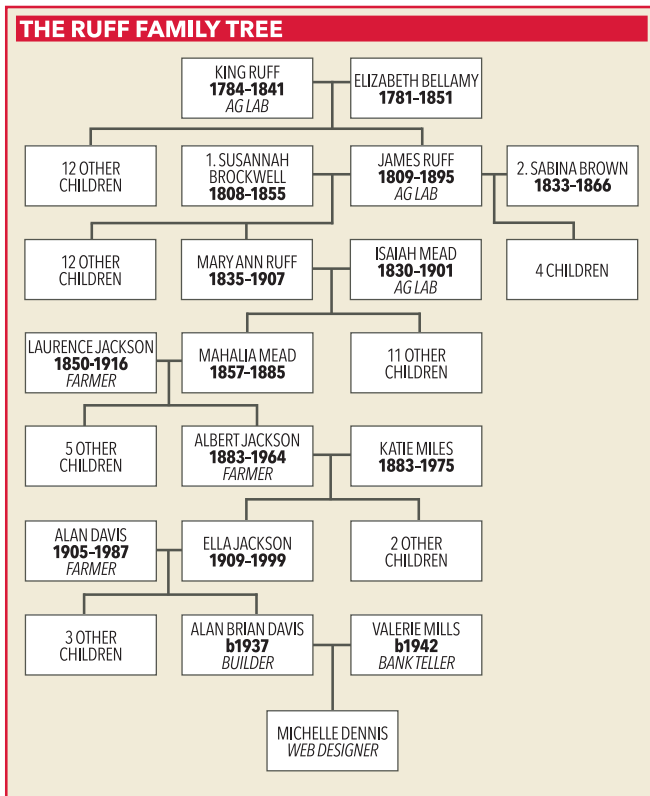 THE RUFF FAMILY TREE
KING RUFF
1784–1841
AG LAB
ELIZABETH BELLAMY
1781–1851
12 OTHER
CHILDREN
1. SUSANNAH
BROCKWELL
1808–1855
JAMES RUFF
1809–1895
AG LAB
2. SABINA BROWN
1833–1866
12 OTHER
CHILDREN
MARY ANN RUFF
1835–1907
ISAIAH MEAD
1830–1901
AG LAB
4 CHILDREN
LAURENCE JACKSON
1850-1916
FARMER
MAHALIA MEAD
1857–1885
11 OTHER
CHILDREN
5 OTHER
CHILDREN
ALBERT JACKSON
1883–1964
FARMER
KATIE MILES
1883–1975
ALAN DAVIS
1905–1987
FARMER
ELLA JACKSON
1909–1999
2 OTHER
CHILDREN
3 OTHER
CHILDREN
ALAN BRIAN DAVIS
b1937
BUILDER
VALERIE MILLS
b1942
BANK TELLER
MICHELLE DENNIS
WEB DESIGNER